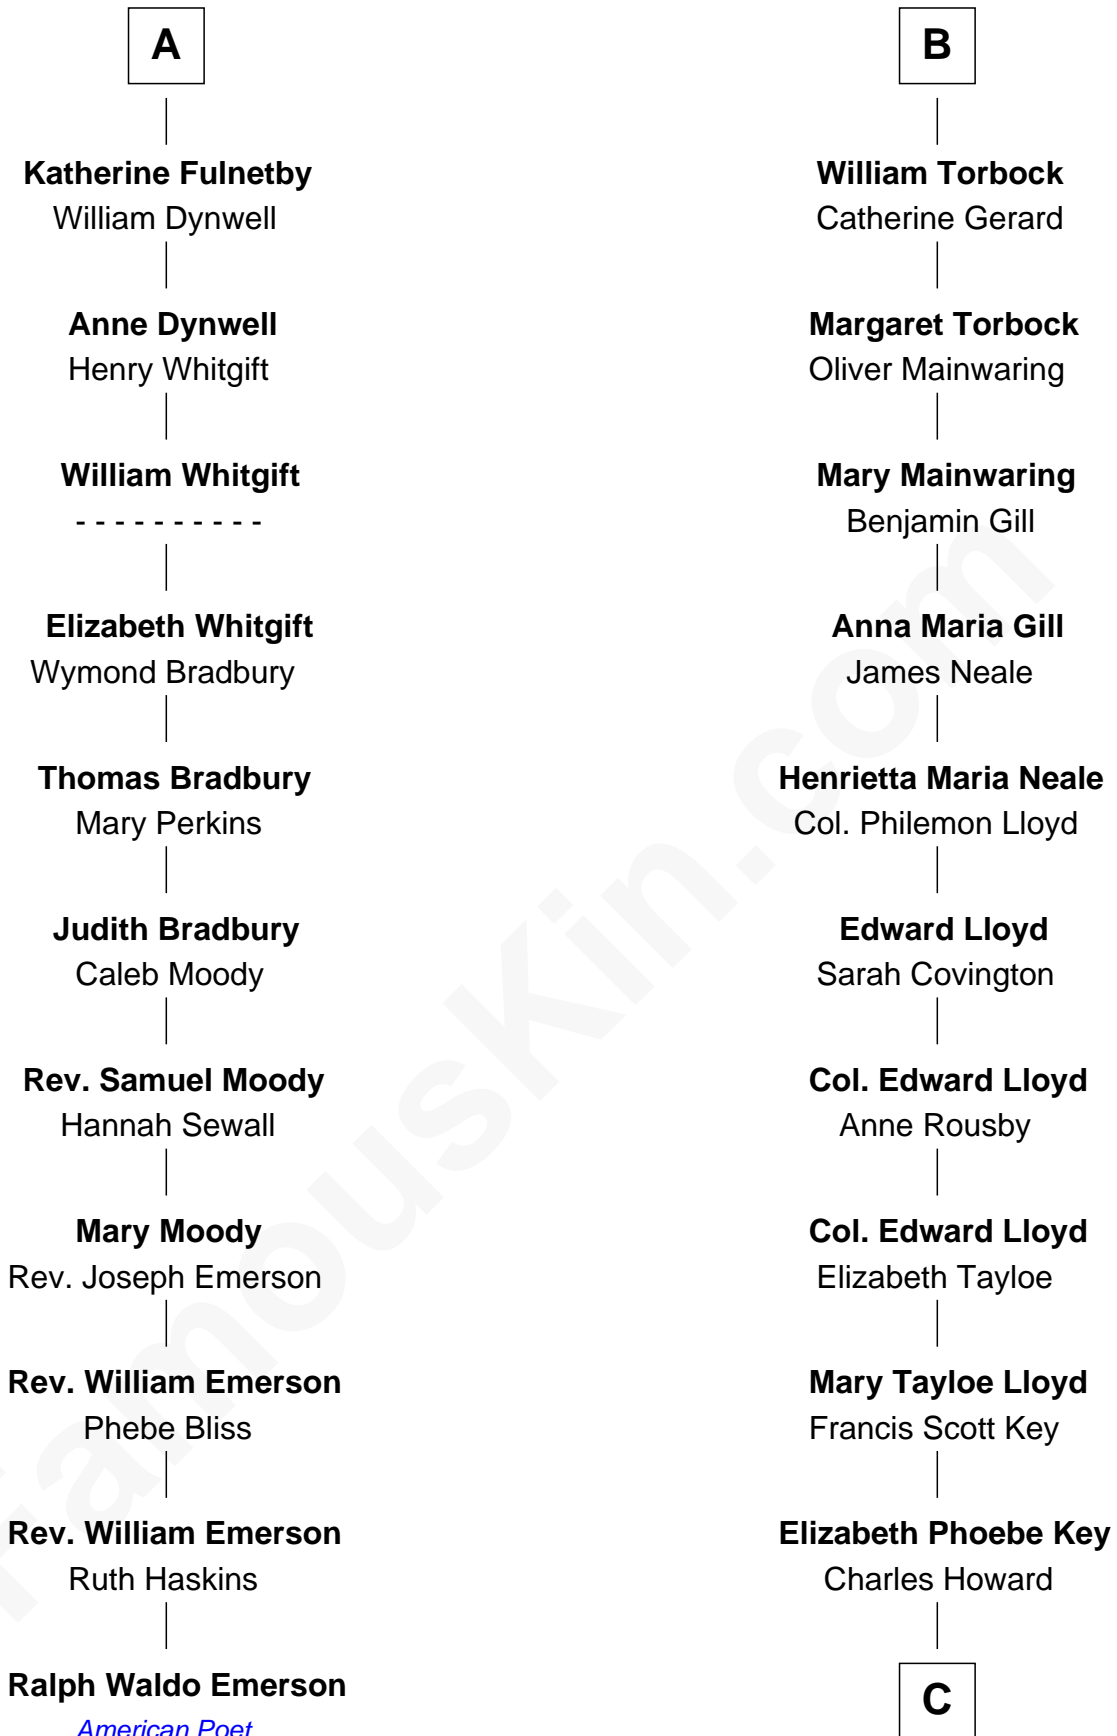 A
Katherine Fulnetby
William Dynwell
Anne Dynwell
Henry Whitgift
William Whitgift
- - - - - - - - - -
Elizabeth Whitgift
Wymond Bradbury
Thomas Bradbury
Mary Perkins
Judith Bradbury
Caleb Moody
Rev. Samuel Moody
Hannah Sewall
Mary Moody
Rev. Joseph Emerson
Rev. William Emerson
Phebe Bliss
Rev. William Emerson
Ruth Haskins
Ralph Waldo Emerson
American Poet
B
William Torbock
Catherine Gerard
Margaret Torbock
Oliver Mainwaring
Mary Mainwaring
Benjamin Gill
Anna Maria Gill
James Neale
Henrietta Maria Neale
Col. Philemon Lloyd
Edward Lloyd
Sarah Covington
Col. Edward Lloyd
Anne Rousby
Col. Edward Lloyd
Elizabeth Tayloe
Mary Tayloe Lloyd
Francis Scott Key
Elizabeth Phoebe Key
Charles Howard
C
FamousKin.com